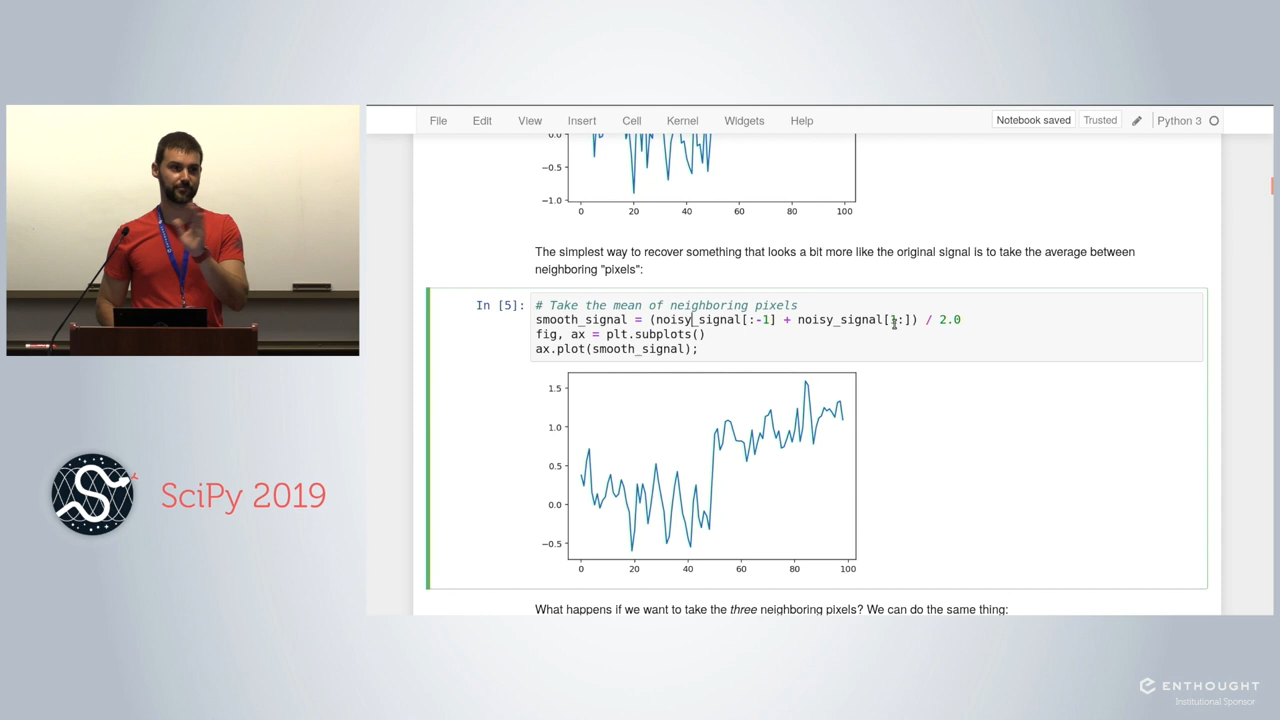 File Edit View Insert Cell Kernel Widgets Help Notebook saved Trusted Python 3
0.0
−0.5
−1.0
0 20 40 60 80 100
The simplest way to recover something that looks a bit more like the original signal is to take the average between
neighboring "pixels":
In [5]: # Take the mean of neighboring pixels
smooth_signal = (noisy_signal[:-1] + noisy_signal[1:]) / 2.0
fig, ax = plt.subplots()
ax.plot(smooth_signal);
1.5
1.0
0.5
0.0
−0.5
0 20 40 60 80 100
What happens if we want to take the three neighboring pixels? We can do the same thing:
SciPy 2019
ENTHOUGHT
Institutional Sponsor